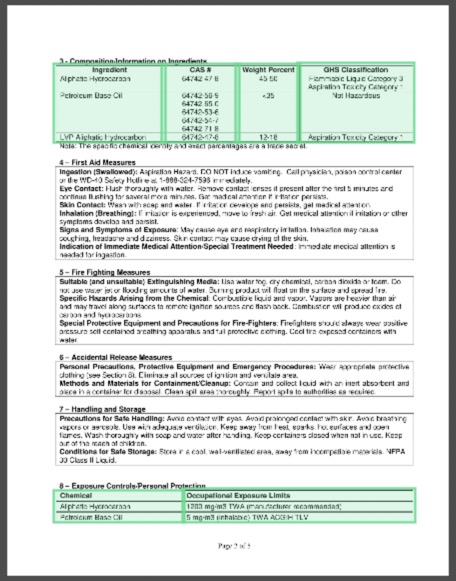 3 - Composition/Information on Ingredients
Ingredient CAS # Weight Percent GHS Classification
Aliphatic Hydrocarbon 64742-47-8 45-50 Flammable Liquid Category 3
Aspiration Toxicity Category 1
Petroleum Base Oil 64742-56-9 <35 Not Hazardous
64742-65-0
64742-53-6
64742-54-7
64742-71-8
LVP Aliphatic Hydrocarbon 64742-47-8 12-18 Aspiration Toxicity Category 1
Note: The specific chemical identity and exact percentages are a trade secret.
4 – First Aid Measures
Ingestion (Swallowed): Aspiration Hazard. DO NOT induce vomiting. Call physician, poison control center
or the WD-40 Safety Hotline at 1-888-324-7596 immediately.
Eye Contact: Flush thoroughly with water. Remove contact lenses if present after the first 5 minutes and
continue flushing for several more minutes. Get medical attention if irritation persists.
Skin Contact: Wash with soap and water. If irritation develops and persists, get medical attention.
Inhalation (Breathing): If irritation is experienced, move to fresh air. Get medical attention if irritation or other
symptoms develop and persist.
Signs and Symptoms of Exposure: May cause eye and respiratory irritation. Inhalation may cause
coughing, headache and dizziness. Skin contact may cause drying of the skin.
Indication of Immediate Medical Attention/Special Treatment Needed: Immediate medical attention is
needed for ingestion.
5 – Fire Fighting Measures
Suitable (and unsuitable) Extinguishing Media: Use water fog, dry chemical, carbon dioxide or foam. Do
not use water jet or flooding amounts of water. Burning product will float on the surface and spread fire.
Specific Hazards Arising from the Chemical: Combustible liquid and vapor. Vapors are heavier than air
and may travel along surfaces to remote ignition sources and flash back. Combustion will produce oxides of
carbon and hydrocarbons.
Special Protective Equipment and Precautions for Fire-Fighters: Firefighters should always wear positive
pressure self-contained breathing apparatus and full protective clothing. Cool fire exposed containers with
water.
6 – Accidental Release Measures
Personal Precautions, Protective Equipment and Emergency Procedures: Wear appropriate protective
clothing (see Section 8). Eliminate all sources of ignition and ventilate area.
Methods and Materials for Containment/Cleanup: Contain and collect liquid with an inert absorbent and
place in a container for disposal. Clean spill area thoroughly. Report spills to authorities as required.
7 – Handling and Storage
Precautions for Safe Handling: Avoid contact with eyes. Avoid prolonged contact with skin. Avoid breathing
vapors or aerosols. Use with adequate ventilation. Keep away from heat, sparks, hot surfaces and open
flames. Wash thoroughly with soap and water after handling. Keep containers closed when not in use. Keep
out of the reach of children.
Conditions for Safe Storage: Store in a cool, well-ventilated area, away from incompatible materials. NFPA
30 Class II Liquid.
8 – Exposure Controls/Personal Protection
Chemical Occupational Exposure Limits
Aliphatic Hydrocarbon 1200 mg/m3 TWA (manufacturer recommended)
Petroleum Base Oil 5 mg/m3 (inhalable) TWA ACGIH TLV
Page 2 of 5